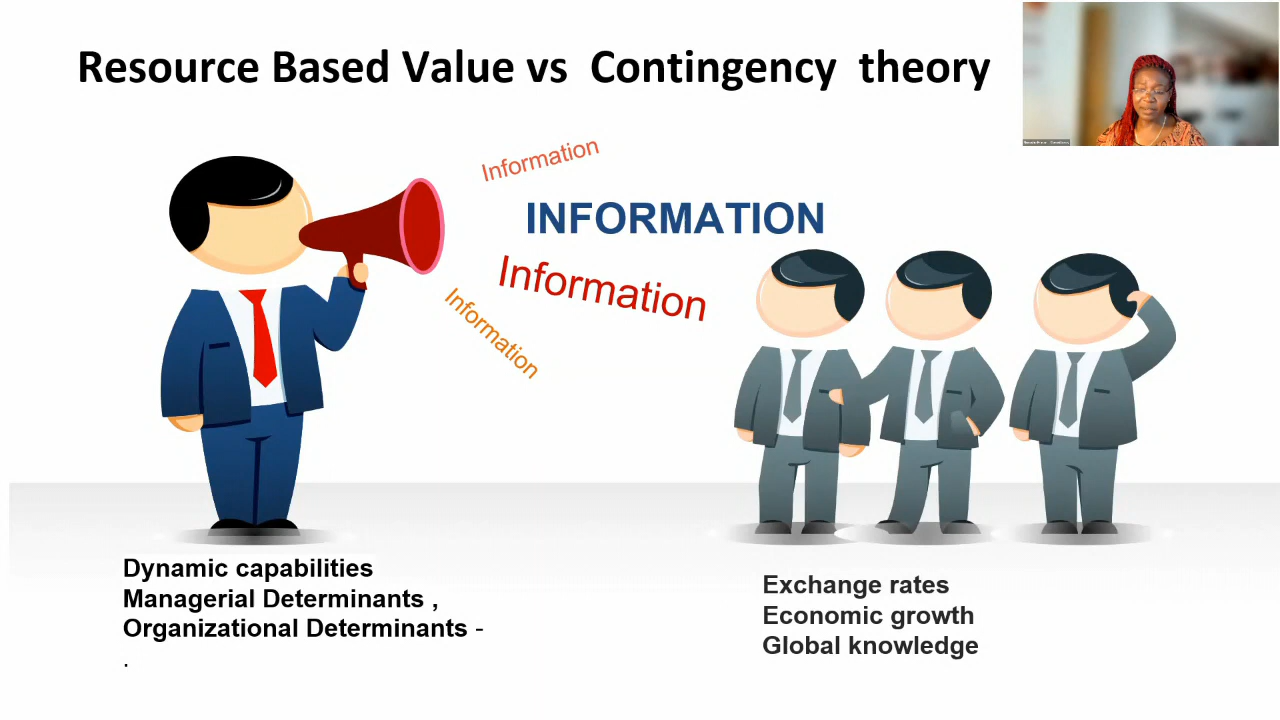 Resource Based Value vs  Contingency  theory
Information
INFORMATION
Information
Information
Dynamic capabilities
Managerial Determinants ,
Organizational Determinants -
.
Exchange rates
Economic growth
Global knowledge